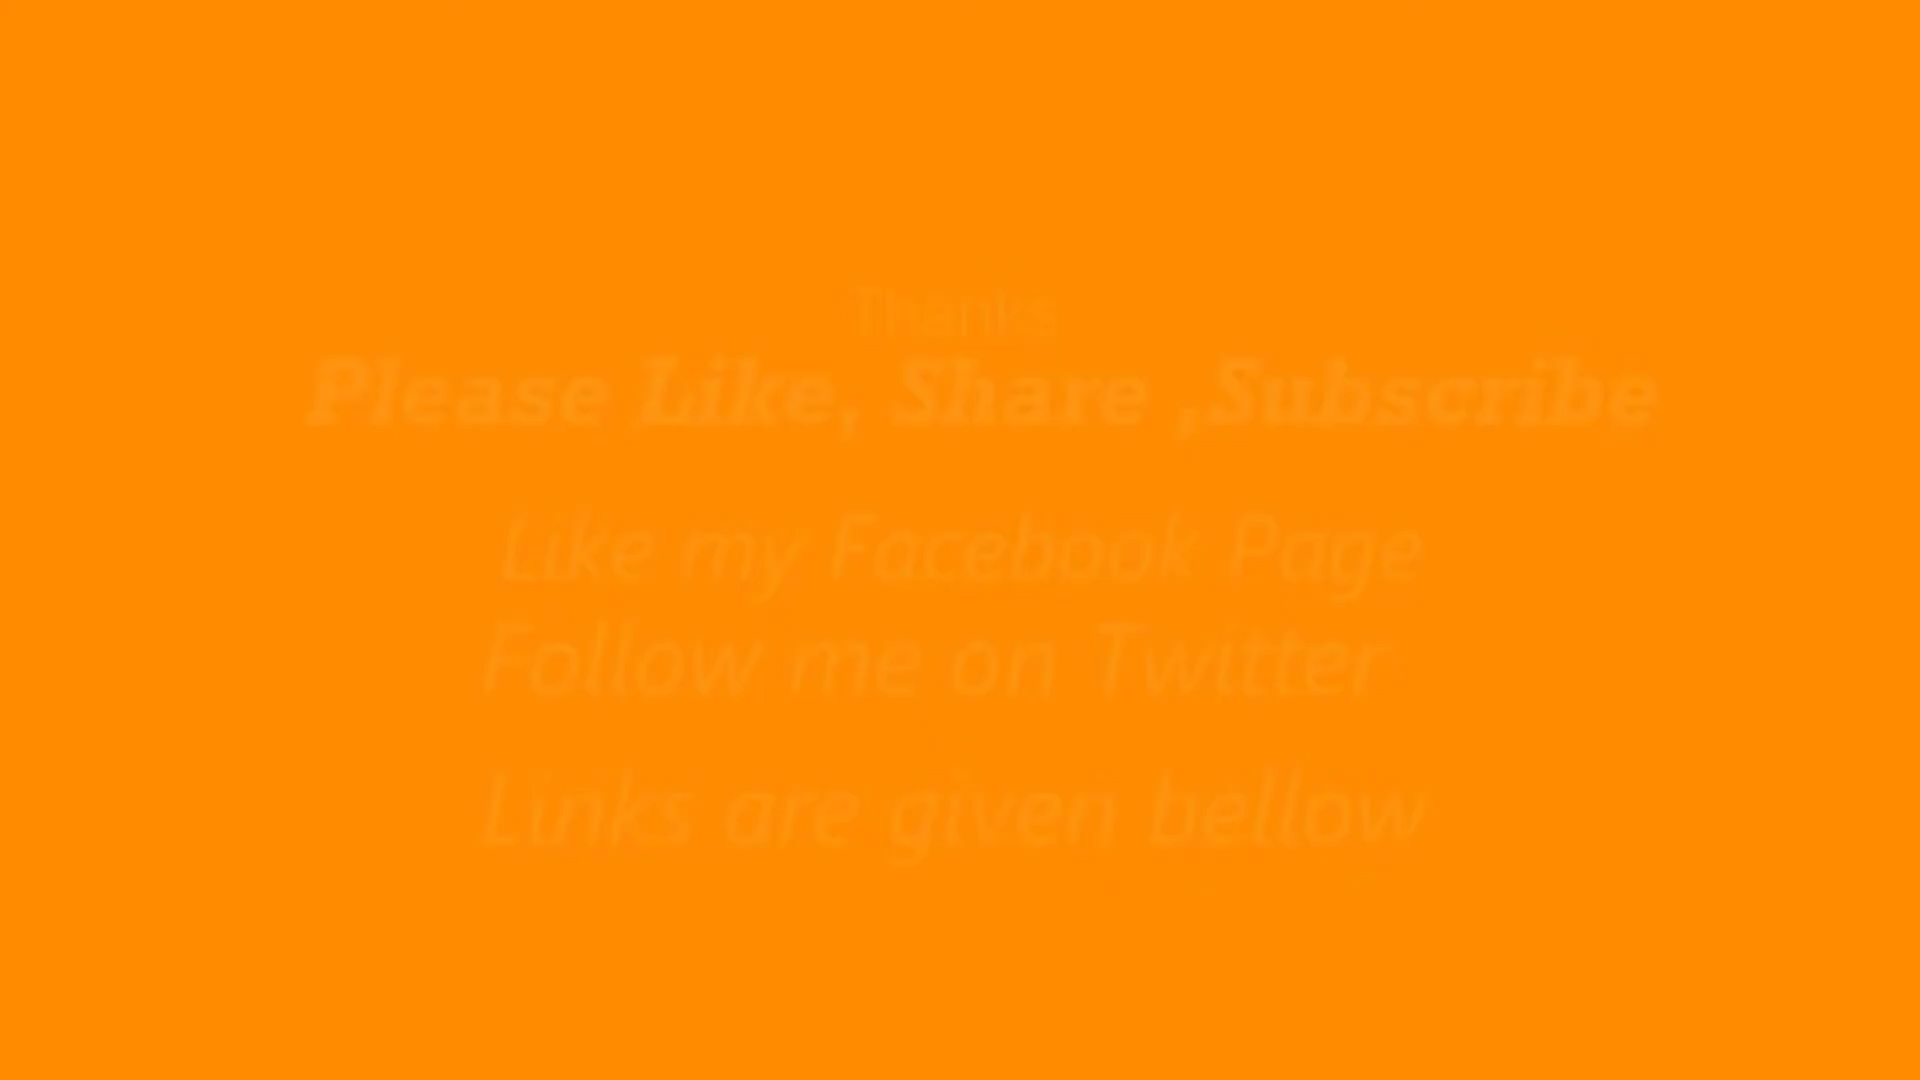 Thanks
Please Like, Share ,Subscribe
Like my Facebook Page
Follow me on Twitter
Links are given bellow